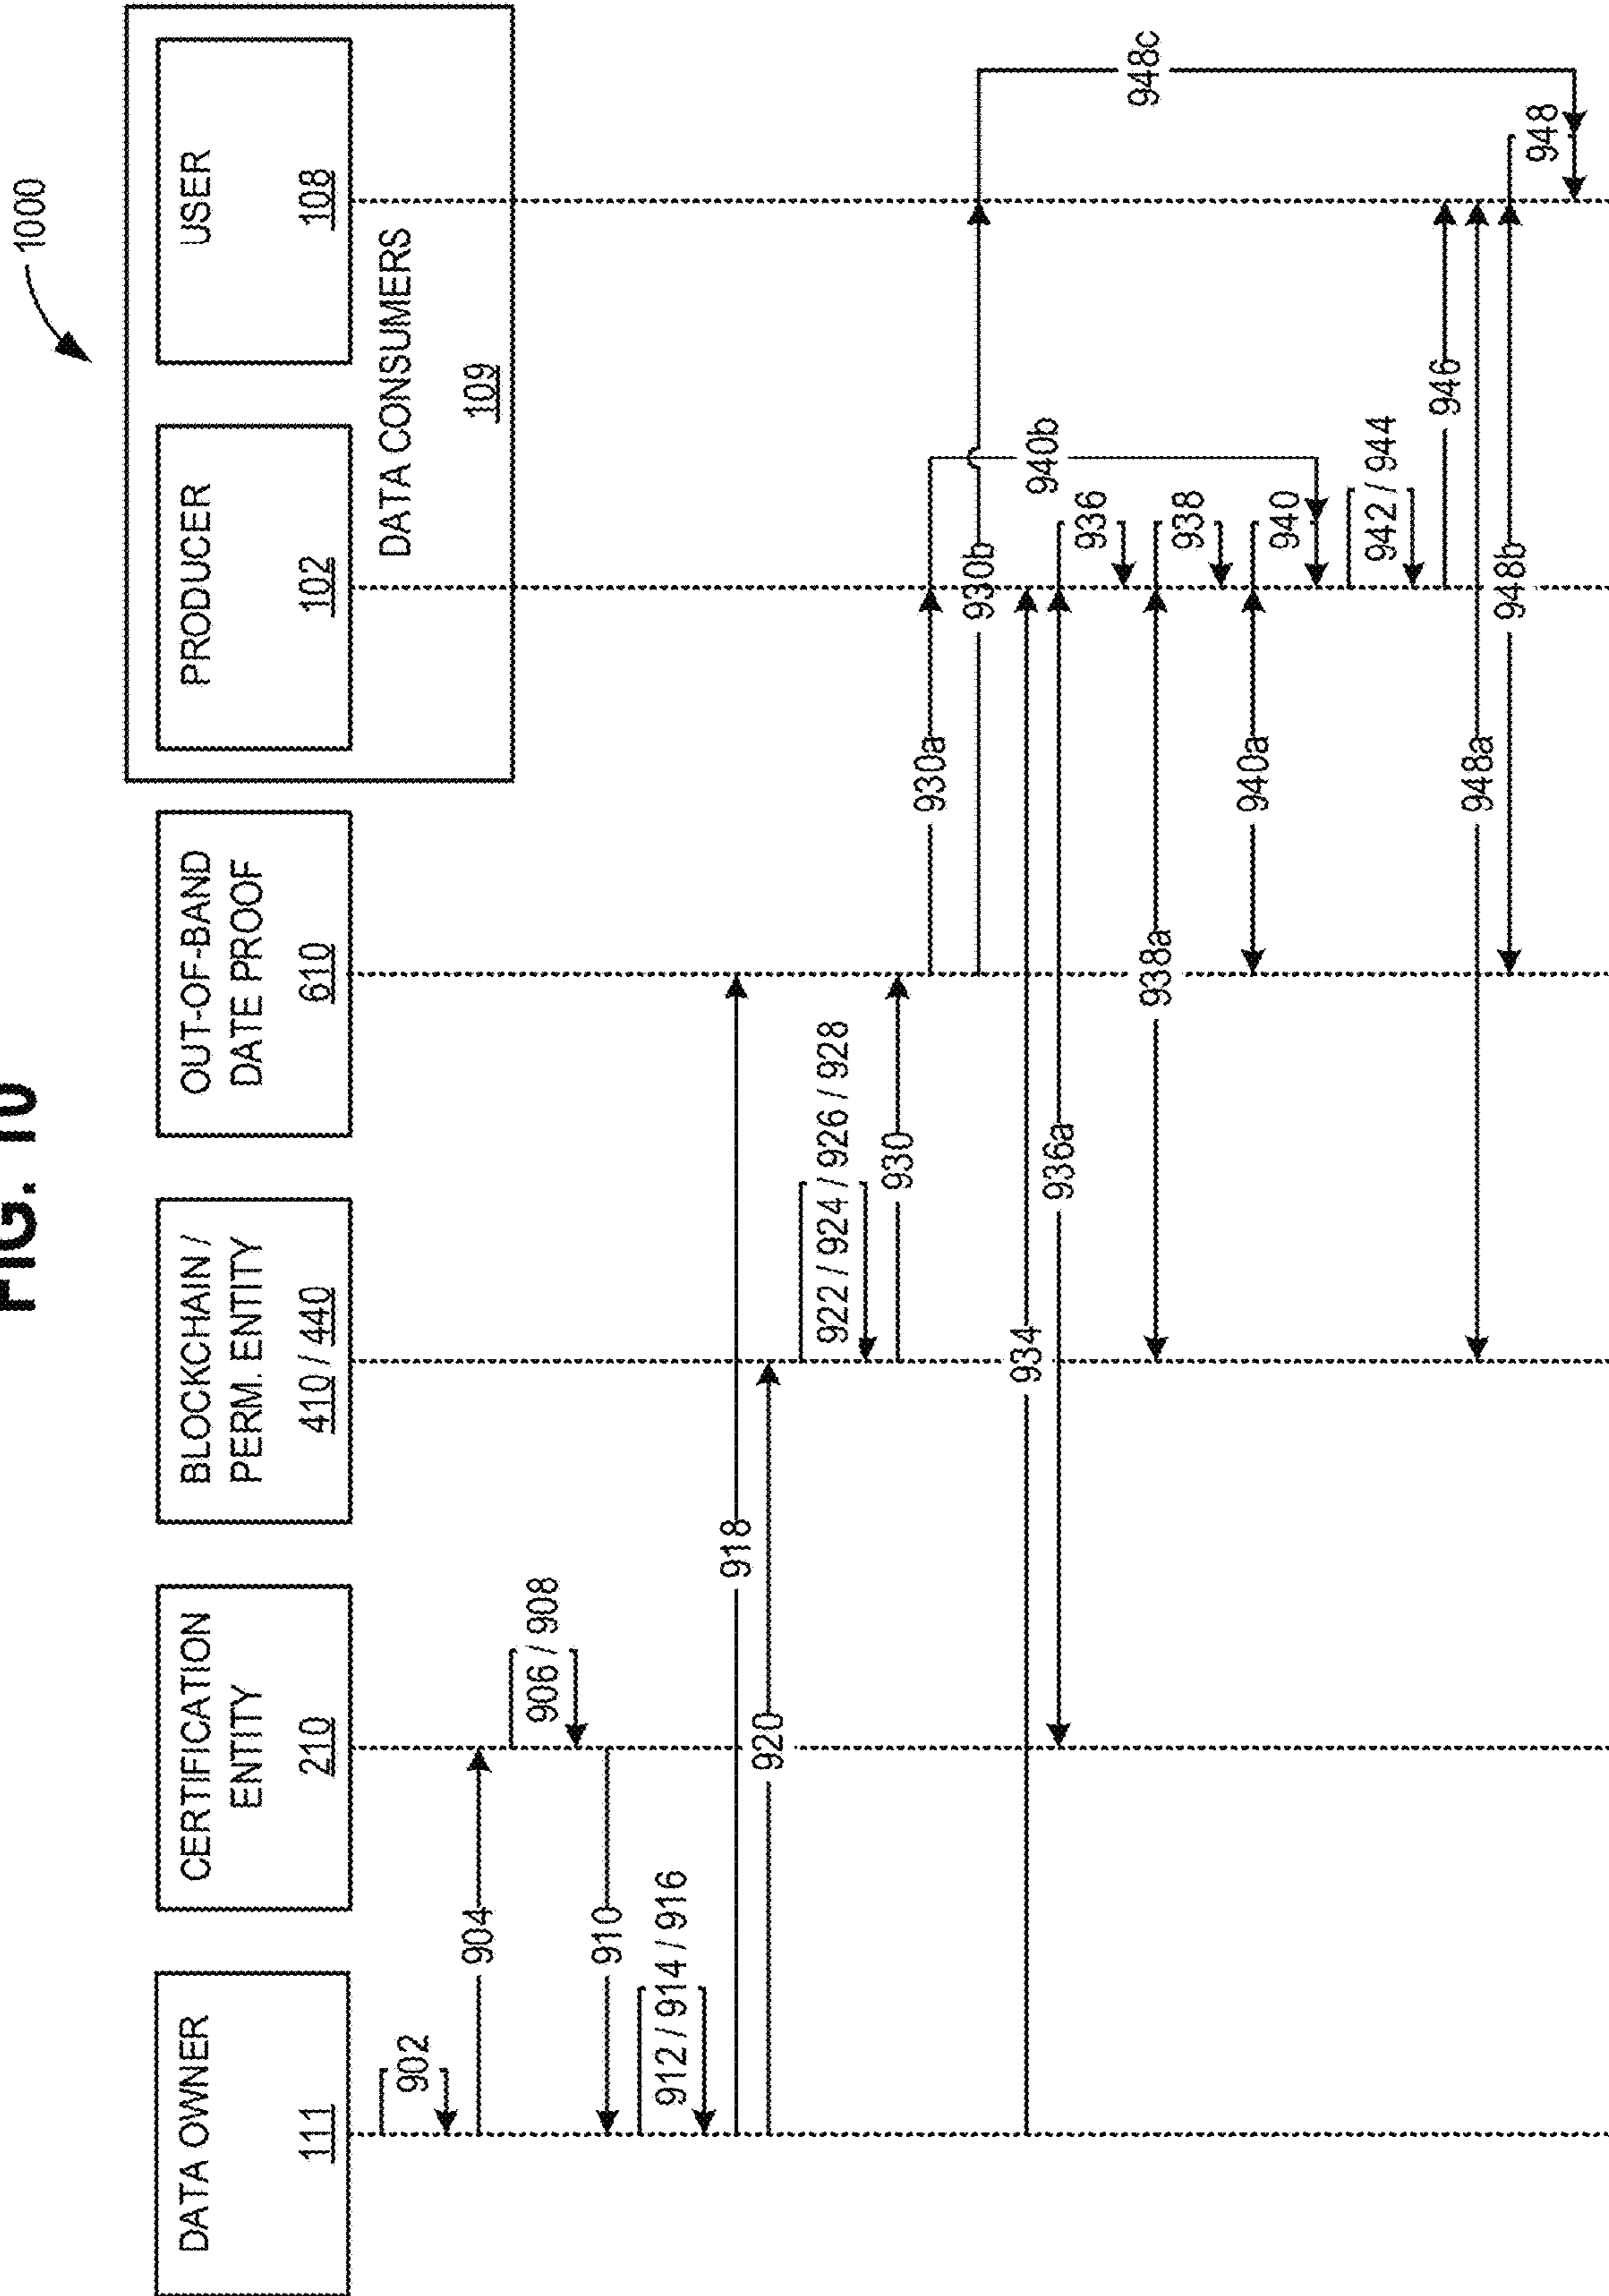 FIG. 10
1000
DATA OWNER
111
CERTIFICATION
ENTITY
210
BLOCKCHAIN /
PERM. ENTITY
410 / 440
OUT-OF-BAND
DATE PROOF
610
PRODUCER
102
USER
108
DATA CONSUMERS
109
902
904
906 / 908
910
912 / 914 / 916
918
920
922 / 924 / 926 / 928
930
930a
930b
934
936a
936
938a
938
940a
940
940b
942 / 944
946
948a
948b
948
948c